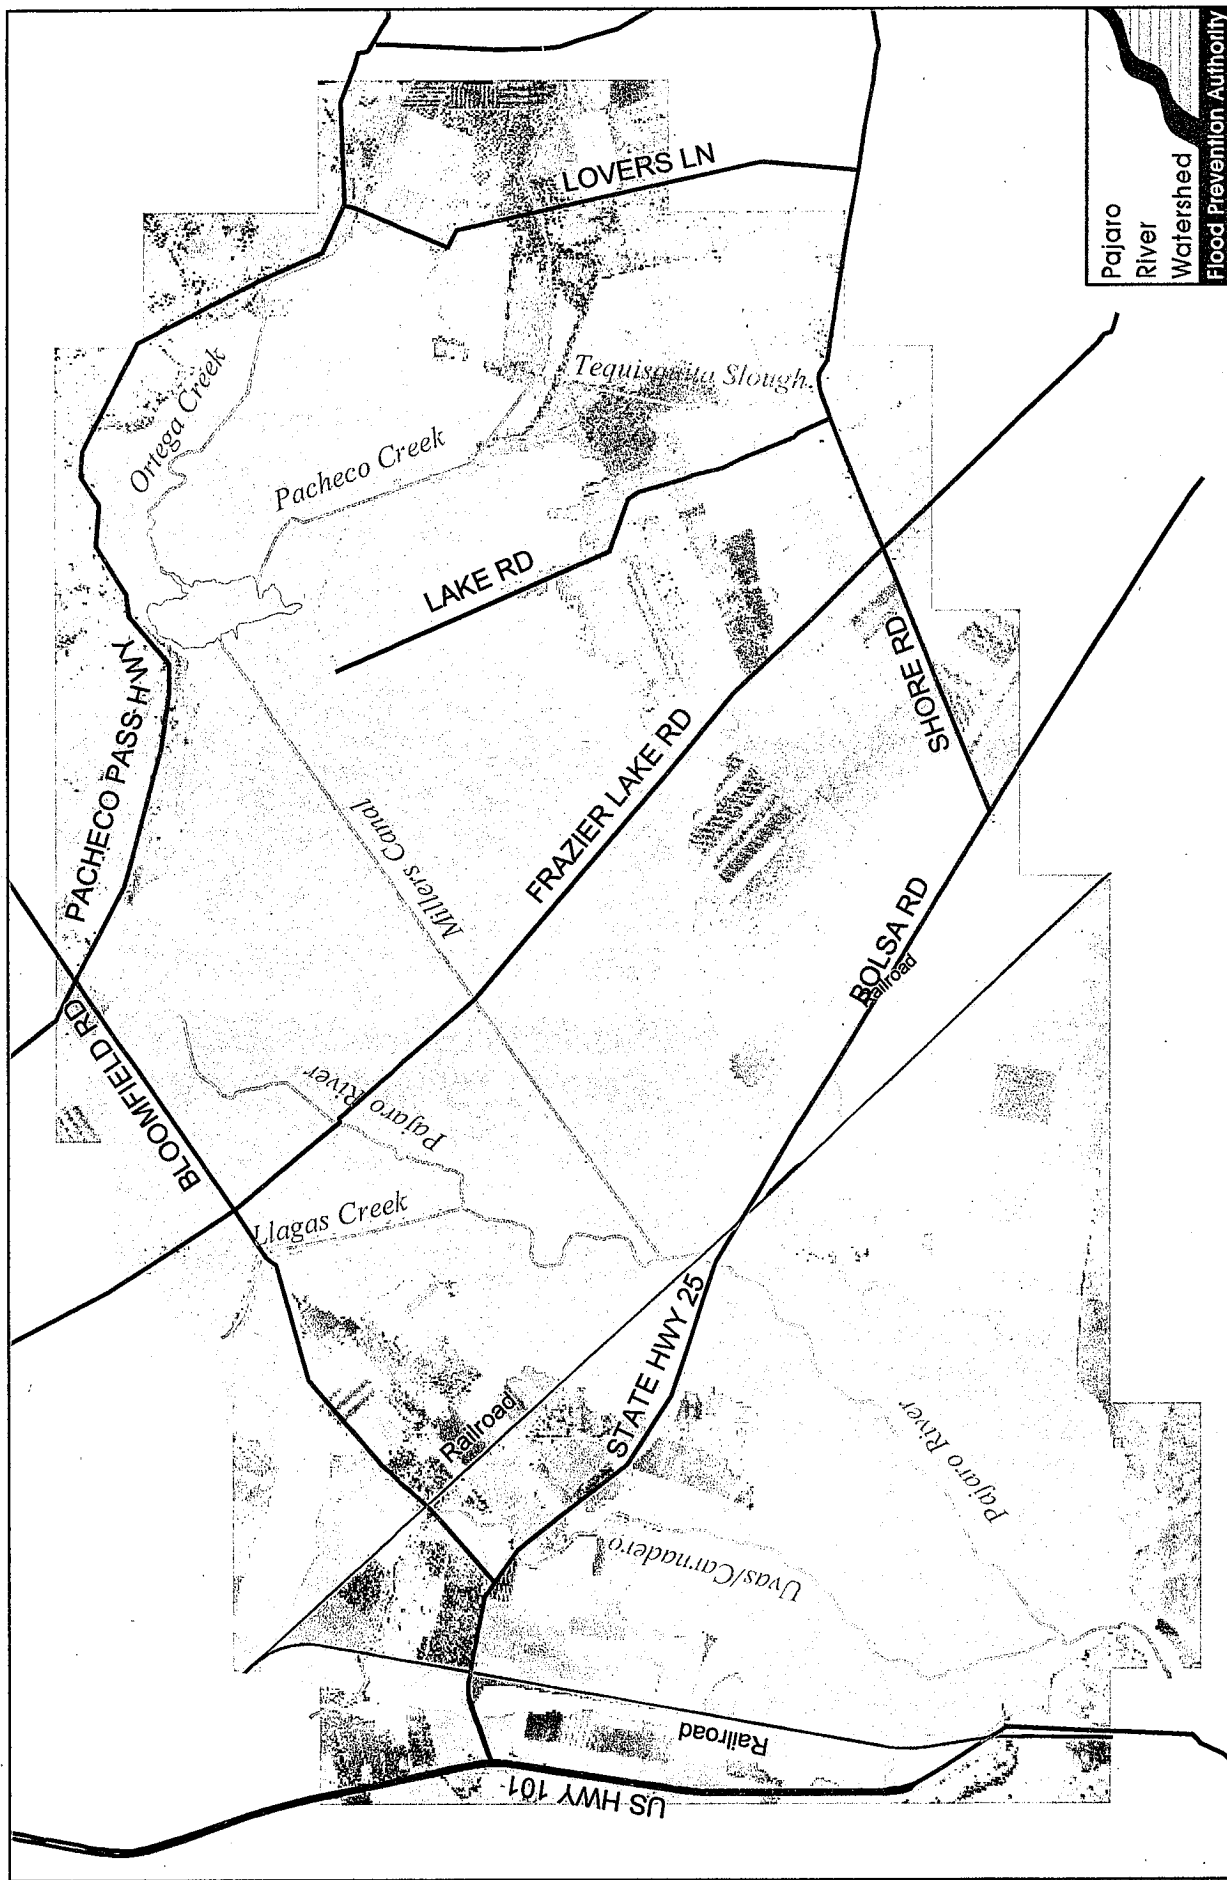 LOVERS LN
Ortega Creek
Tequisquita Slough
Pacheco Creek
LAKE RD
PACHECO PASS HWY
SHORE RD
FRAZIER LAKE RD
Millers Canal
BOLSA RD
Railroad
BLOOMFIELD RD
Pajaro River
Llagas Creek
STATE HWY 25
Railroad
Pajaro River
Uvas/Carnadero
Railroad
US HWY 101
Pajaro
River
Watershed
Flood Prevention Authority